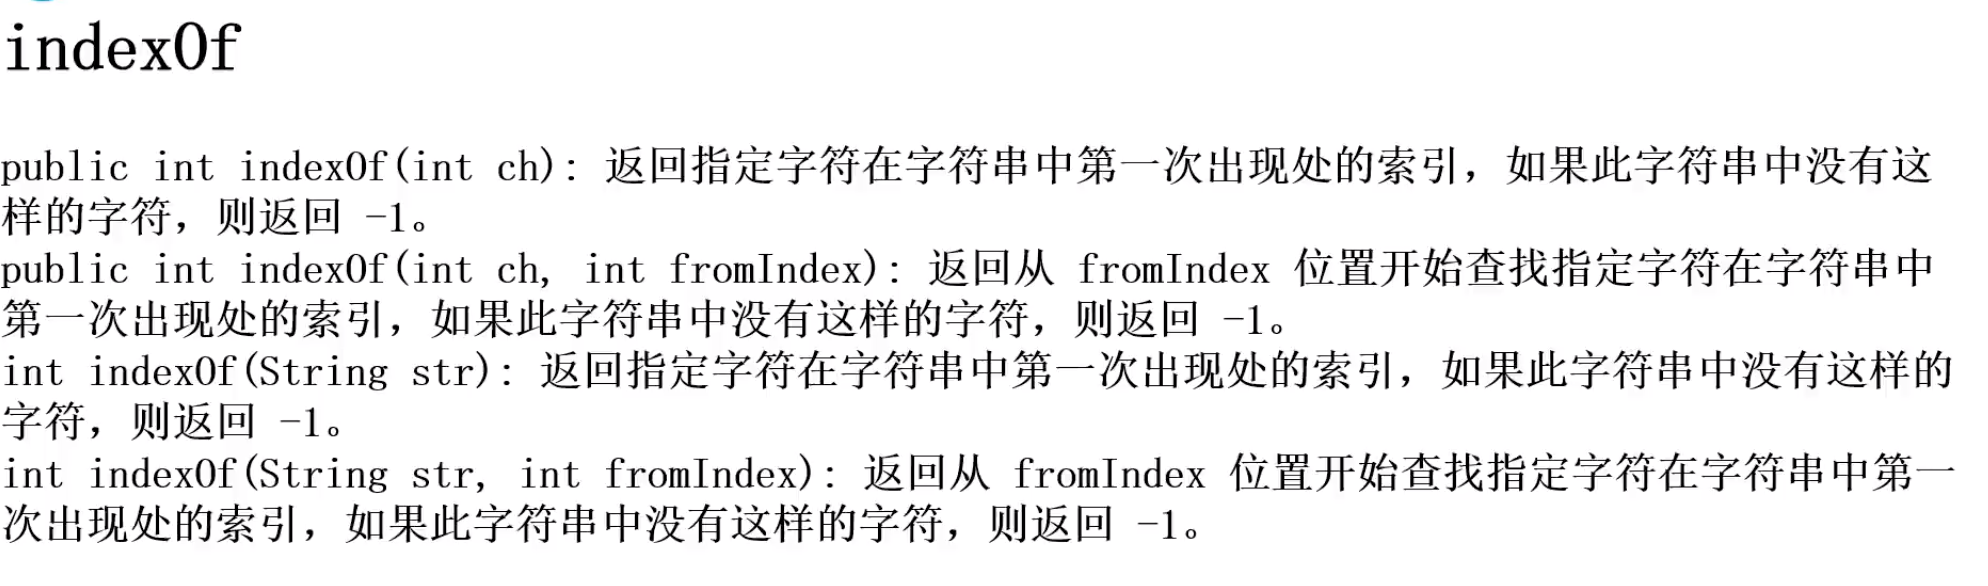 indexOf
public int indexOf(int ch): 返回指定字符在字符串中第一次出现处的索引，如果此字符串中没有这
样的字符，则返回 -1。
public int indexOf(int ch, int fromIndex): 返回从 fromIndex 位置开始查找指定字符在字符串中
第一次出现处的索引，如果此字符串中没有这样的字符，则返回 -1。
int indexOf(String str): 返回指定字符在字符串中第一次出现处的索引，如果此字符串中没有这样的
字符，则返回 -1。
int indexOf(String str, int fromIndex): 返回从 fromIndex 位置开始查找指定字符在字符串中第一
次出现处的索引，如果此字符串中没有这样的字符，则返回 -1。